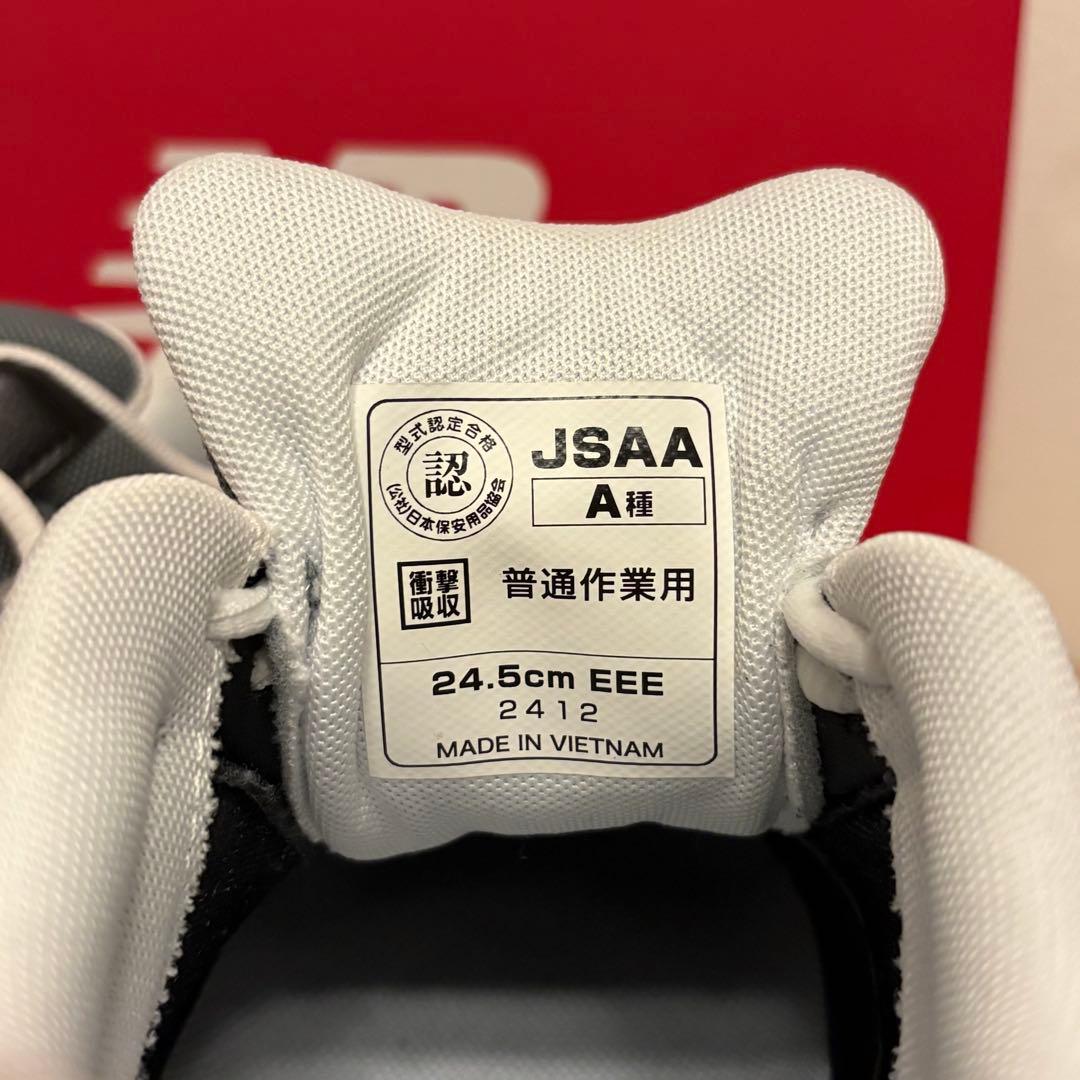 型式認定合格
認
(公社)日本保安用品協会
JSAA
A種
衝撃
吸収
普通作業用
24.5cm EEE
2412
MADE IN VIETNAM